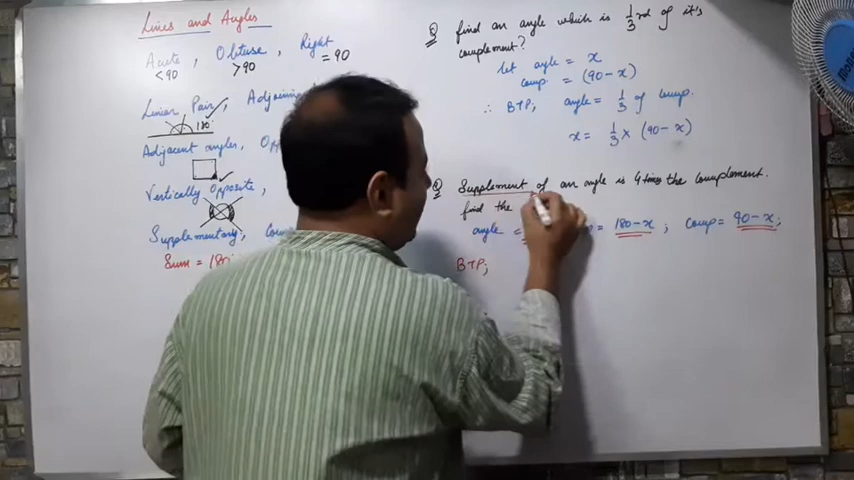 Lines and Angles
Acute, Obtuse, Right
<90 >90 = 90
Linear Pair, Adjoining
180
Adjacent angles,
Vertically Opposite,
Supplementary,
Sum = 180
Q find an angle which is 1/3 rd of it's
complement?
let angle = x
comp = (90-x)
∴ BTP; angle = 1/3 of comp.
x = 1/3 x (90-x)
Q Supplement of an angle is 4 times the complement.
find the
angle = = 180-x ; Comp = 90-x;
BTP;